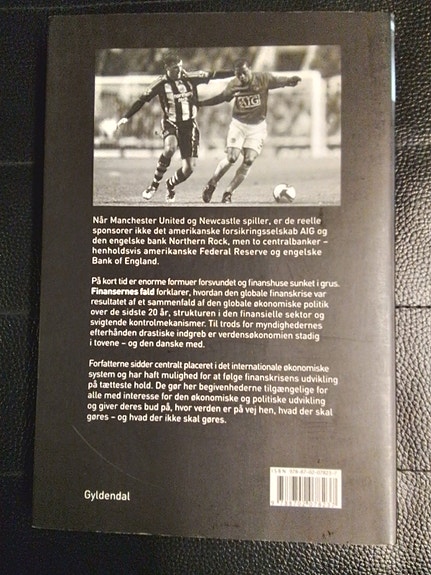 AIG
Når Manchester United og Newcastle spiller, er de reelle
sponsorer ikke det amerikanske forsikringsselskab AIG og
den engelske bank Northern Rock, men to centralbanker –
henholdsvis amerikanske Federal Reserve og engelske
Bank of England.
På kort tid er enorme formuer forsvundet og finanshuse sunket i grus.
Finansernes fald forklarer, hvordan den globale finanskrise var
resultatet af et sammenfald af den globale økonomiske politik
over de sidste 20 år, strukturen i den finansielle sektor og
svigtende kontrolmekanismer. Til trods for myndighedernes
efterhånden drastiske indgreb er verdensøkonomien stadig
i tovene – og den danske med.
Forfatterne sidder centralt placeret i det internationale økonomiske
system og har haft mulighed for at følge finanskrisens udvikling
på tætteste hold. De gør her begivenhederne tilgængelige for
alle med interesse for den økonomiske og politiske udvikling
og giver deres bud på, hvor verden er på vej hen, hvad der skal
gøres – og hvad der ikke skal gøres.
Gyldendal